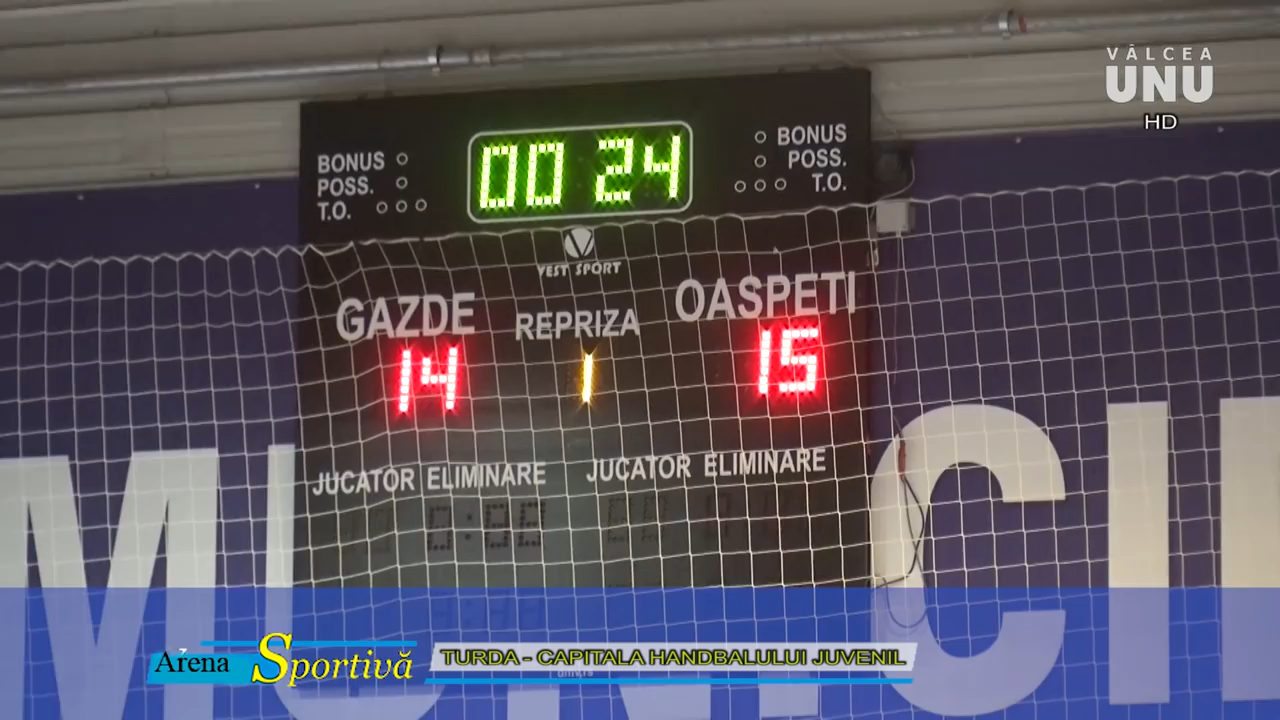 VÂLCEA
UNU
HD
BONUS
POSS.
T.O.
00 24
BONUS
POSS.
T.O.
VEST SPORT
GAZDE
REPRIZA
OASPETI
14
1
15
JUCATOR ELIMINARE
JUCATOR ELIMINARE
MUNICI
Arena Sportivă
TURDA - CAPITALA HANDBALULUI JUVENIL